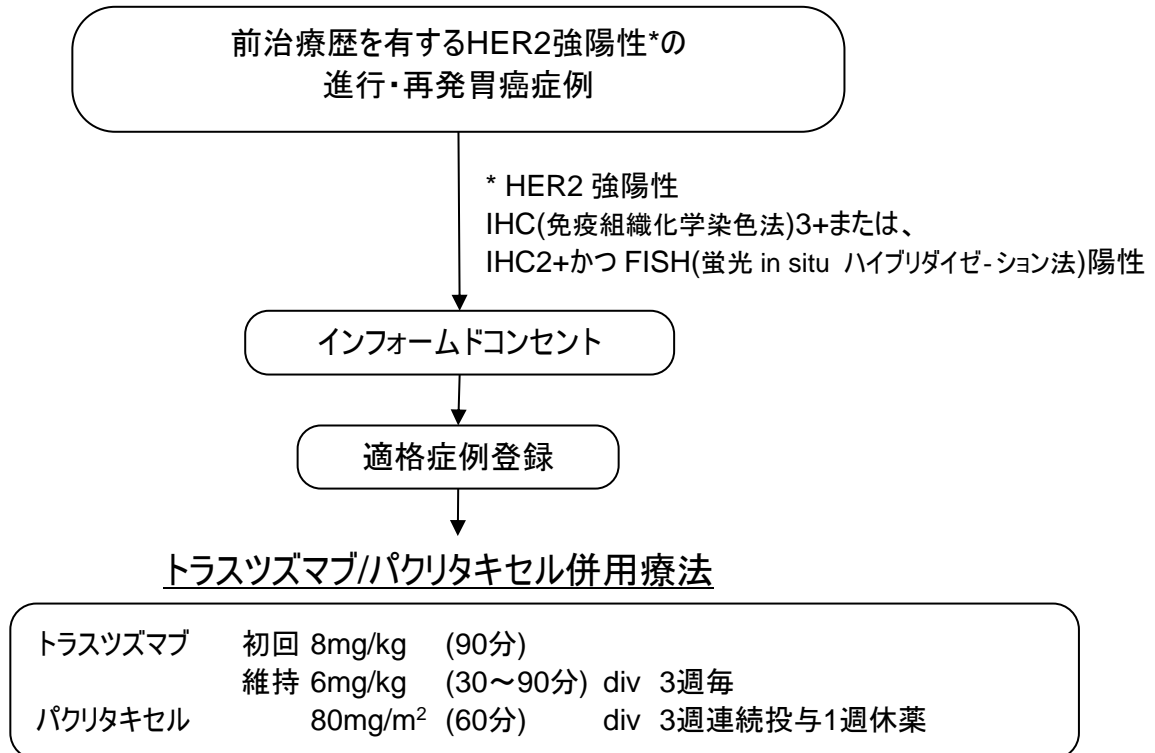 前治療歴を有するHER2強陽性*の
進行・再発胃癌症例
* HER2 強陽性
IHC(免疫組織化学染色法)3+または、
IHC2+かつ FISH(蛍光 in situ ハイブリダイゼ-ション法)陽性
インフォームドコンセント
適格症例登録
トラスツズマブ/パクリタキセル併用療法
トラスツズマブ 初回 8mg/kg (90分)
維持 6mg/kg (30~90分) div 3週毎
パクリタキセル 80mg/m² (60分) div 3週連続投与1週休薬